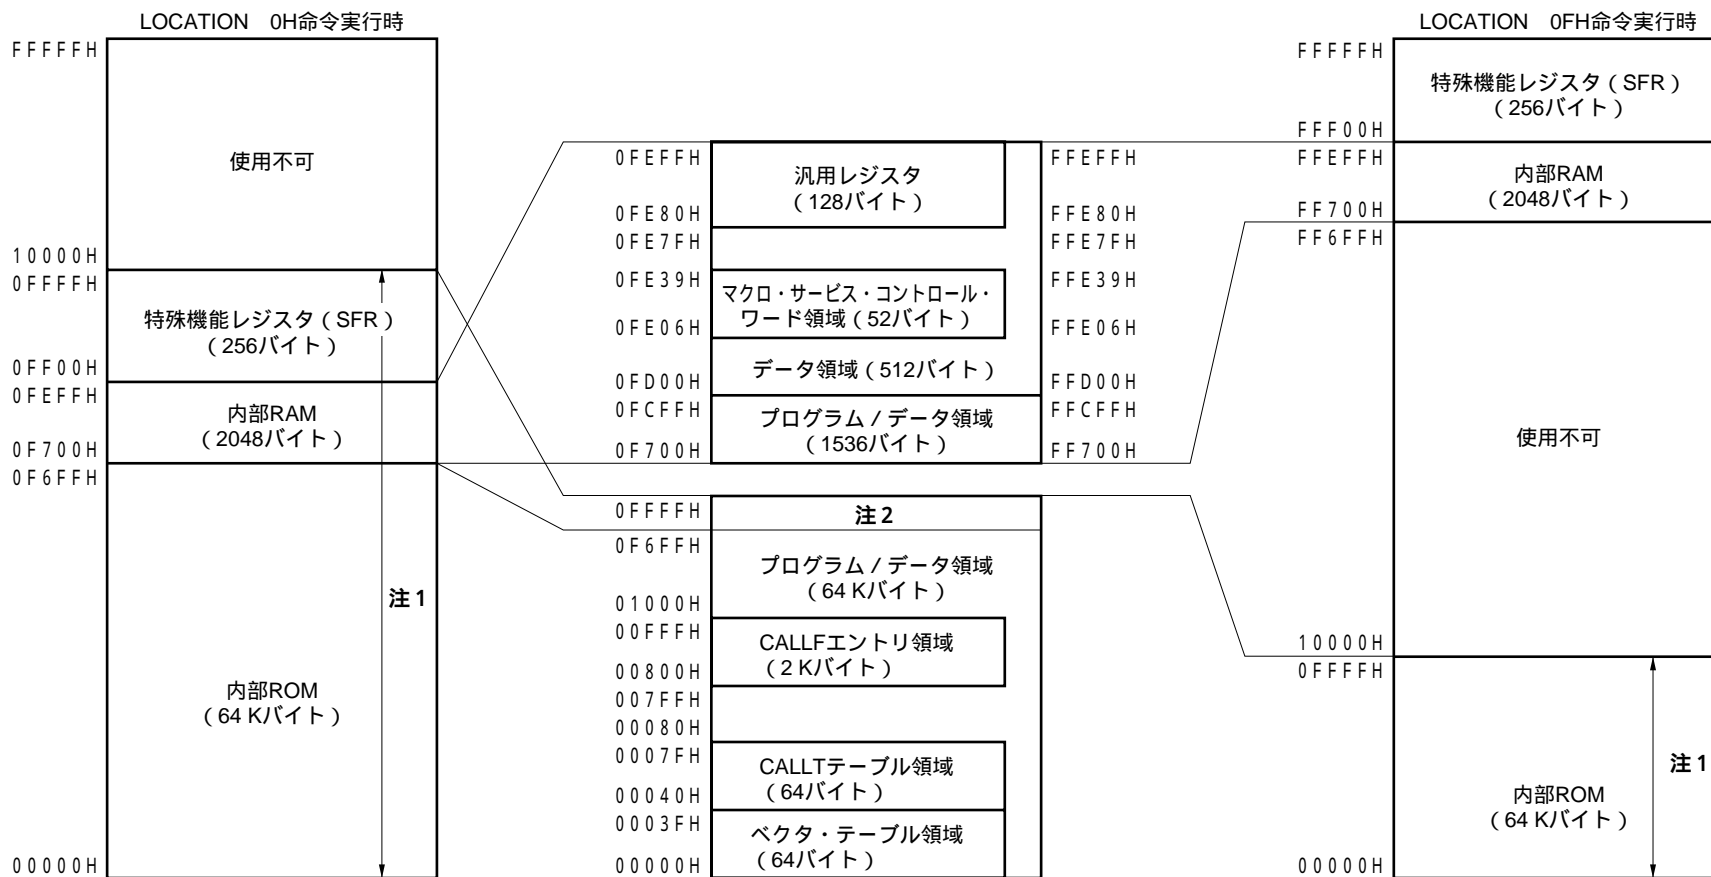 LOCATION 0H命令実行時
FFFFFH
使用不可
10000H
0FFFFH
特殊機能レジスタ(SFR)
(256バイト)
0FF00H
0FEFFH
内部RAM
(2048バイト)
0F700H
0F6FFH
注1
内部ROM
(64 Kバイト)
00000H
0FEFFH
汎用レジスタ
(128バイト)
FFEFFH
0FE80H
FFE80H
0FE7FH
FFE7FH
0FE39H
FFE39H
マクロ・サービス・コントロール・
ワード領域(52バイト)
0FE06H
FFE06H
データ領域(512バイト)
0FD00H
FFD00H
0FCFFH
FFCFFH
プログラム/データ領域
(1536バイト)
0F700H
FF700H
0FFFFH
注2
0F6FFH
プログラム/データ領域
(64 Kバイト)
01000H
00FFFH
CALLFエントリ領域
(2 Kバイト)
00800H
007FFH
00080H
0007FH
CALLTテーブル領域
(64バイト)
00040H
0003FH
ベクタ・テーブル領域
(64バイト)
00000H
LOCATION 0FH命令実行時
FFFFFH
特殊機能レジスタ(SFR)
(256バイト)
FFF00H
FFEFFH
内部RAM
(2048バイト)
FF700H
FF6FFH
使用不可
10000H
0FFFFH
注1
内部ROM
(64 Kバイト)
00000H